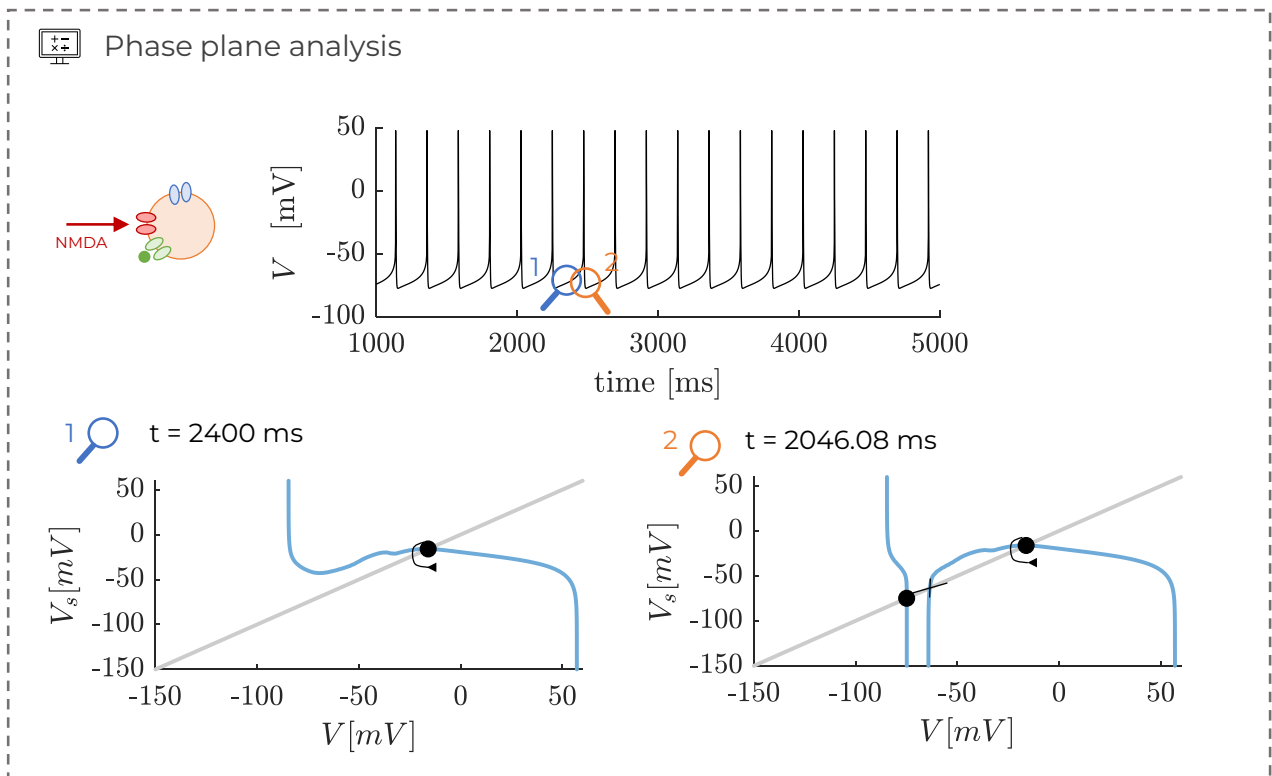 Phase plane analysis
50
0
-50
-100
V [mV]
NMDA
1
2
1000 2000 3000 4000 5000
time [ms]
1 t = 2400 ms
2 t = 2046.08 ms
50
0
-50
-100
-150
V_s[mV]
-150 -100 -50 0 50
V[mV]
50
0
-50
-100
-150
V_s[mV]
-150 -100 -50 0 50
V[mV]